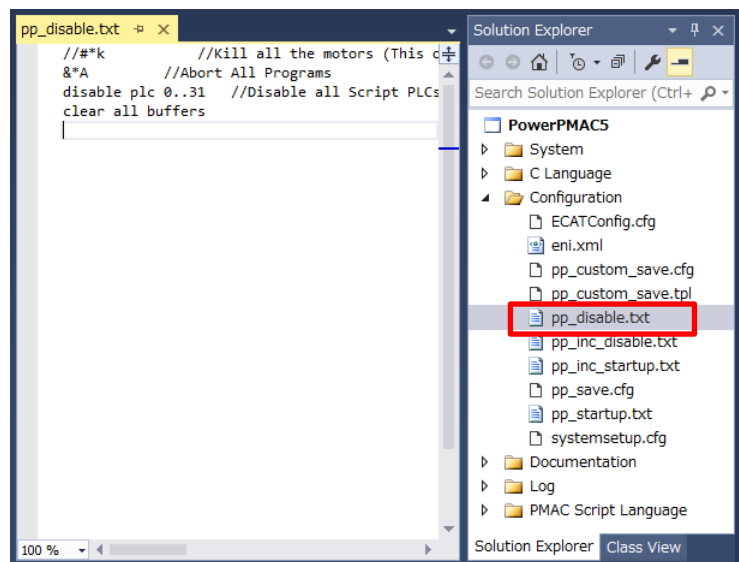 pp_disable.txt
//#*k //Kill all the motors (This
&*A //Abort All Programs
disable plc 0..31 //Disable all Script PLCs
clear all buffers
100 %
Solution Explorer
Search Solution Explorer (Ctrl+
PowerPMAC5
System
C Language
Configuration
ECATConfig.cfg
eni.xml
pp_custom_save.cfg
pp_custom_save.tpl
pp_disable.txt
pp_inc_disable.txt
pp_inc_startup.txt
pp_save.cfg
pp_startup.txt
systemsetup.cfg
Documentation
Log
PMAC Script Language
Solution Explorer Class View